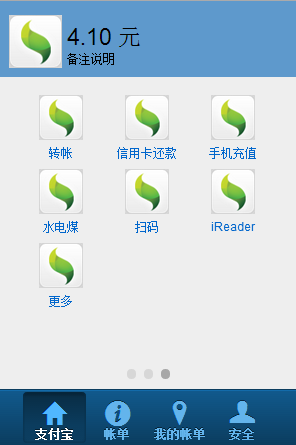 4.10 元
备注说明
转帐 信用卡还款 手机充值
水电煤 扫码 iReader
更多
支付宝 帐单 我的帐单 安全